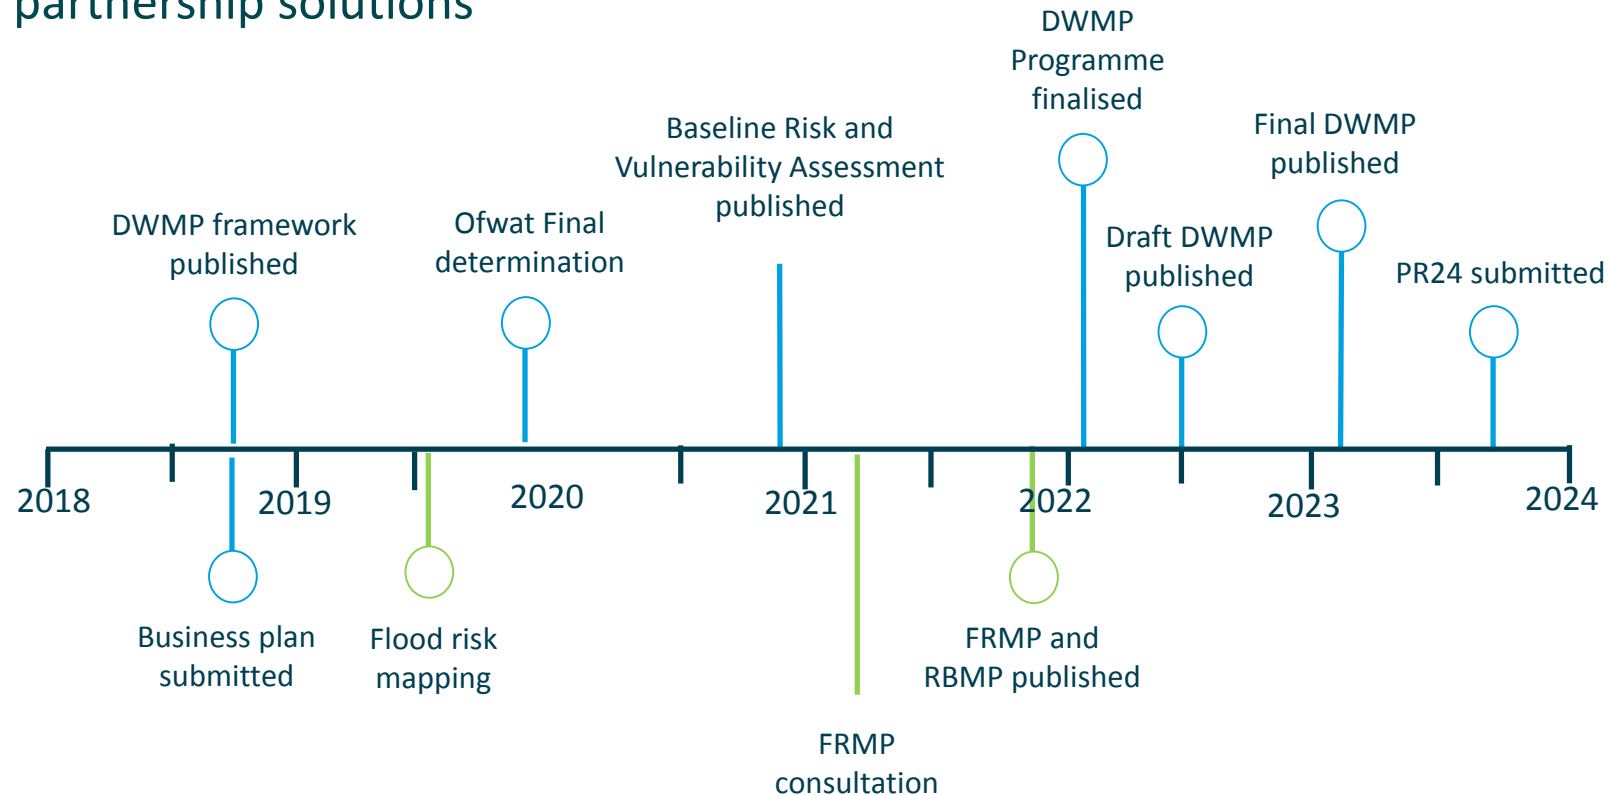 partnership solutions
DWMP
Programme
finalised
Baseline Risk and
Vulnerability Assessment
published
Final DWMP
published
DWMP framework
published
Ofwat Final
determination
Draft DWMP
published
PR24 submitted
2018
2019
2020
2021
2022
2023
2024
Business plan
submitted
Flood risk
mapping
FRMP and
RBMP published
FRMP
consultation